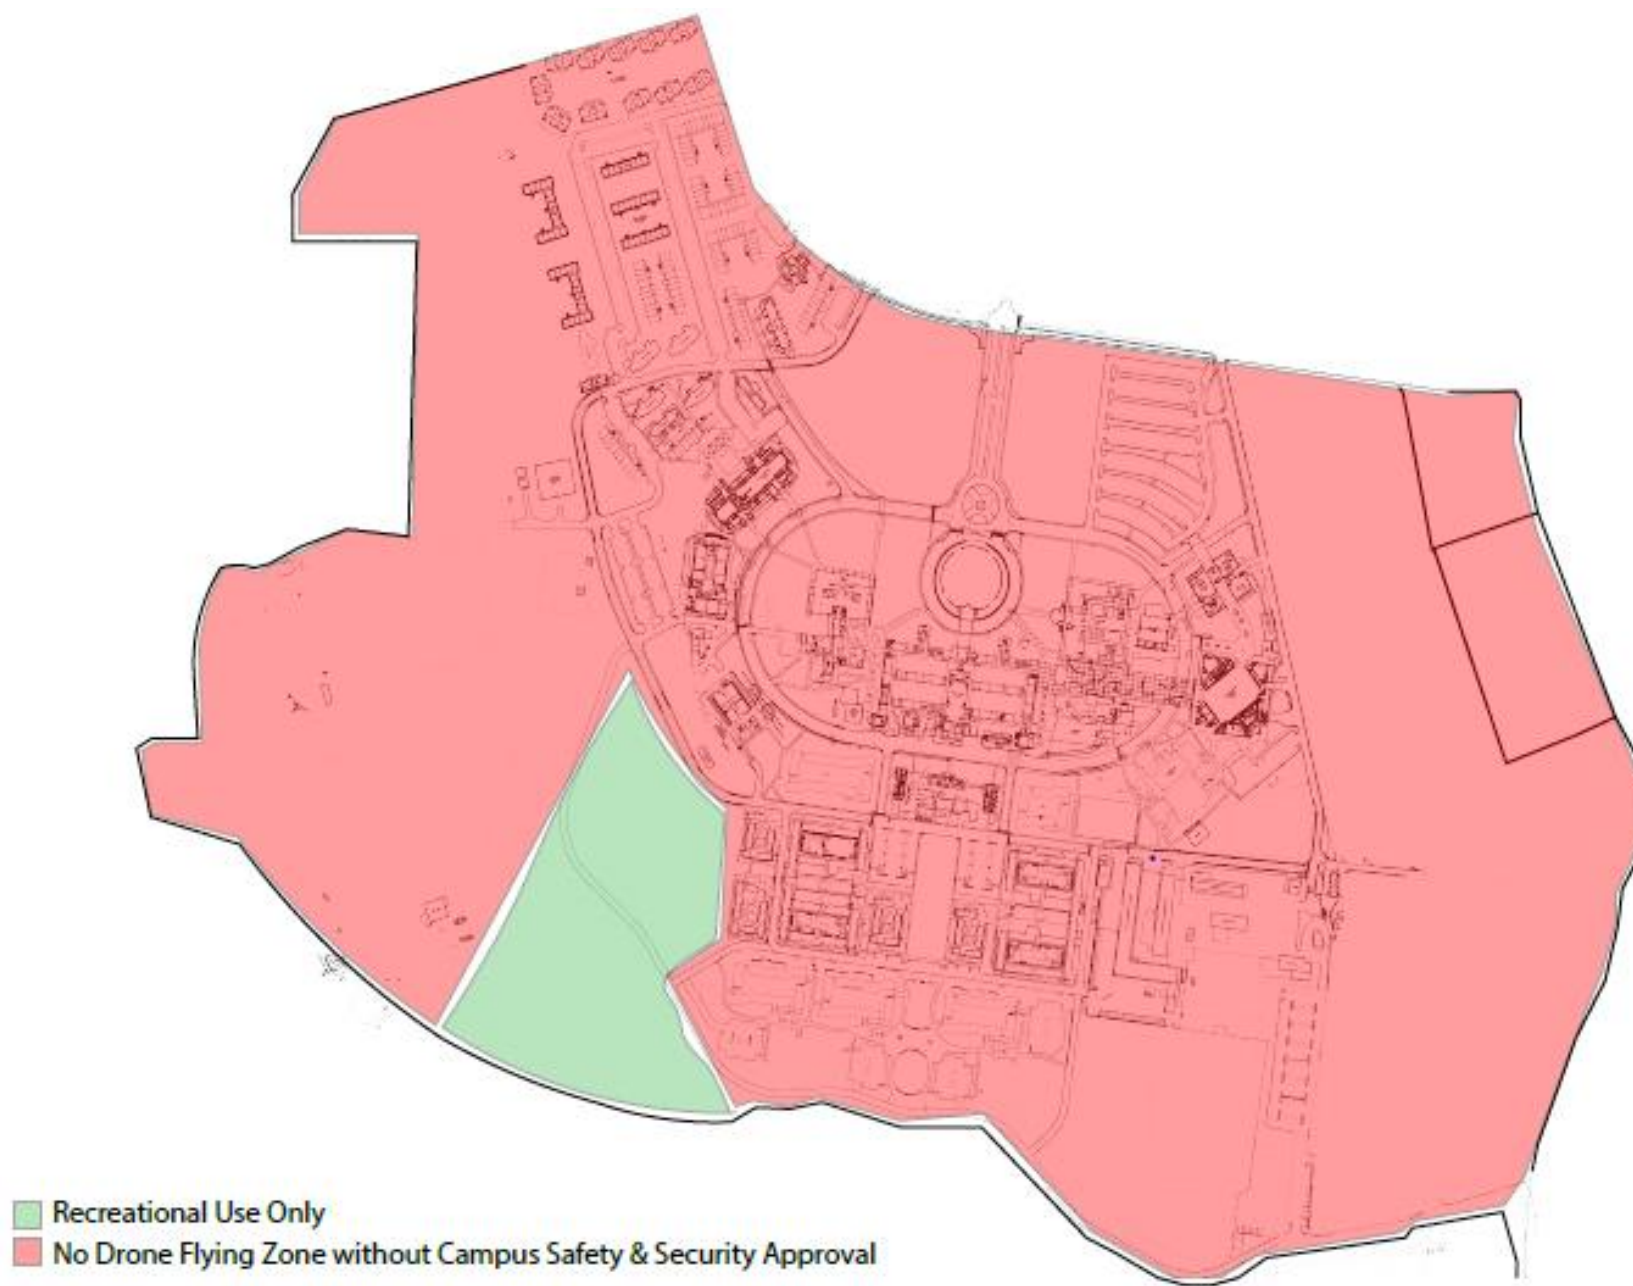 Recreational Use Only
No Drone Flying Zone without Campus Safety & Security Approval